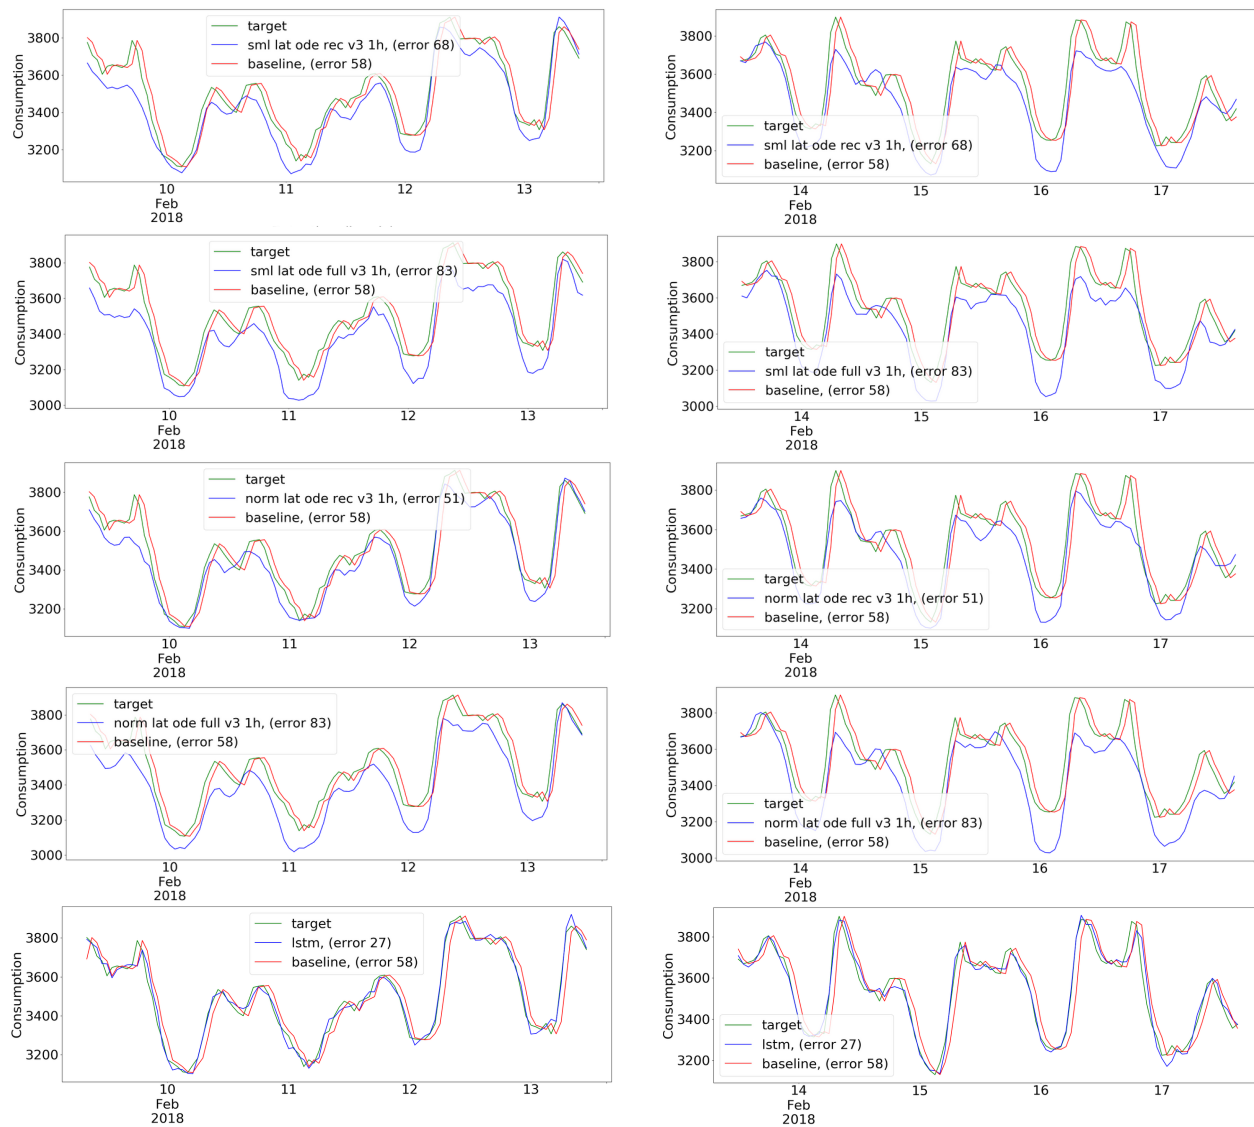 target
sml lat ode rec v3 1h, (error 68)
baseline, (error 58)
Consumption
3800
3600
3400
3200
10
11
12
13
Feb
2018
target
sml lat ode rec v3 1h, (error 68)
baseline, (error 58)
Consumption
3800
3600
3400
3200
14
15
16
17
Feb
2018
target
sml lat ode full v3 1h, (error 83)
baseline, (error 58)
Consumption
3800
3600
3400
3200
3000
10
11
12
13
Feb
2018
target
sml lat ode full v3 1h, (error 83)
baseline, (error 58)
Consumption
3800
3600
3400
3200
3000
14
15
16
17
Feb
2018
target
norm lat ode rec v3 1h, (error 51)
baseline, (error 58)
Consumption
3800
3600
3400
3200
10
11
12
13
Feb
2018
target
norm lat ode rec v3 1h, (error 51)
baseline, (error 58)
Consumption
3800
3600
3400
3200
14
15
16
17
Feb
2018
target
norm lat ode full v3 1h, (error 83)
baseline, (error 58)
Consumption
3800
3600
3400
3200
3000
10
11
12
13
Feb
2018
target
norm lat ode full v3 1h, (error 83)
baseline, (error 58)
Consumption
3800
3600
3400
3200
3000
14
15
16
17
Feb
2018
target
lstm, (error 27)
baseline, (error 58)
Consumption
3800
3600
3400
3200
10
11
12
13
Feb
2018
target
lstm, (error 27)
baseline, (error 58)
Consumption
3800
3600
3400
3200
14
15
16
17
Feb
2018